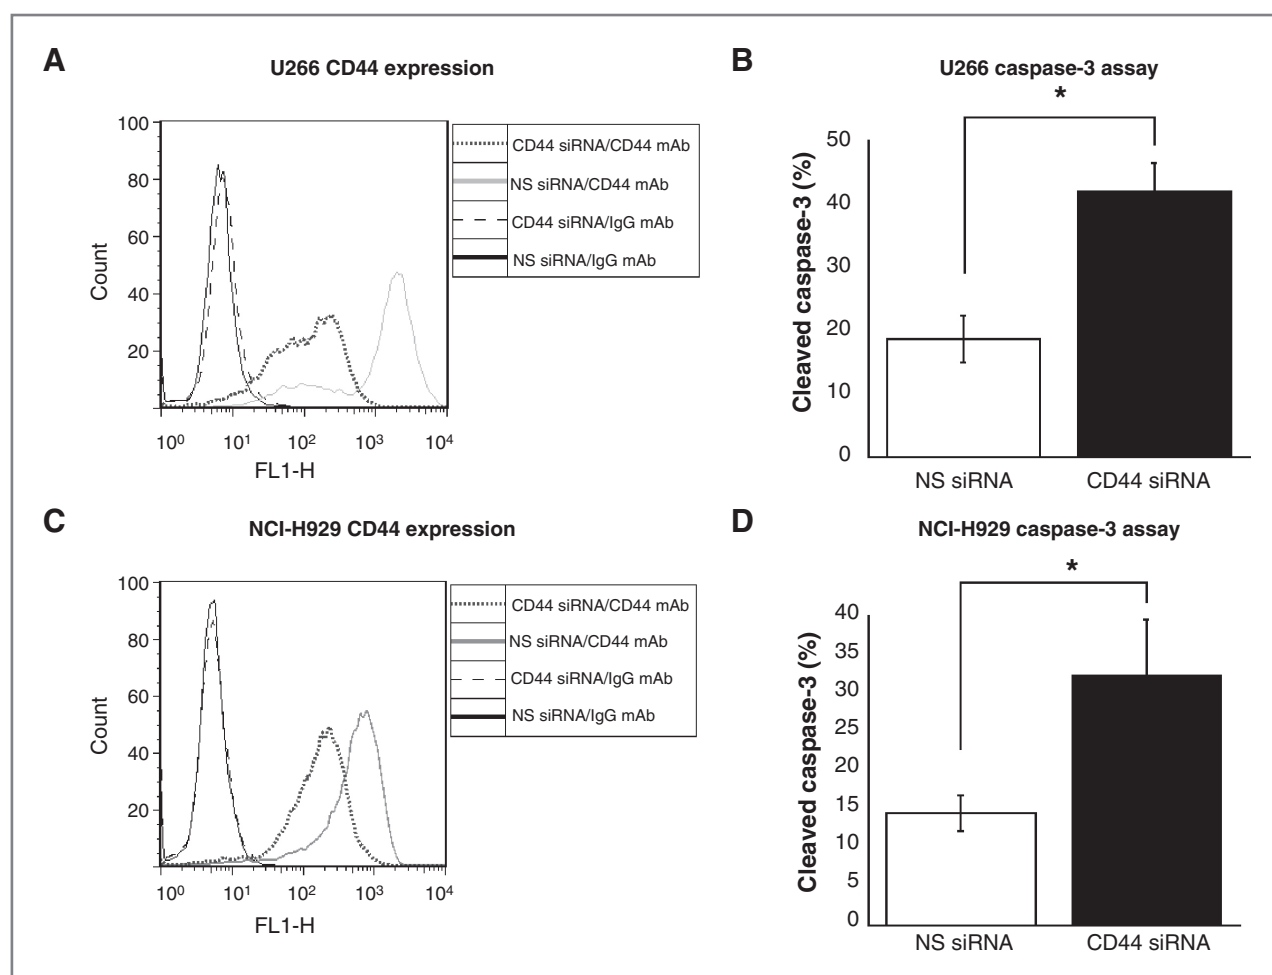 A
U266 CD44 expression
100
80
60
40
20
Count
10⁰ 10¹ 10² 10³ 10⁴
FL1-H
CD44 siRNA/CD44 mAb
NS siRNA/CD44 mAb
CD44 siRNA/IgG mAb
NS siRNA/IgG mAb
B
U266 caspase-3 assay
*
50
40
30
20
10
0
Cleaved caspase-3 (%)
NS siRNA CD44 siRNA
C
NCI-H929 CD44 expression
100
80
60
40
20
Count
10⁰ 10¹ 10² 10³ 10⁴
FL1-H
CD44 siRNA/CD44 mAb
NS siRNA/CD44 mAb
CD44 siRNA/IgG mAb
NS siRNA/IgG mAb
D
NCI-H929 caspase-3 assay
*
40
35
30
25
20
15
10
5
0
Cleaved caspase-3 (%)
NS siRNA CD44 siRNA